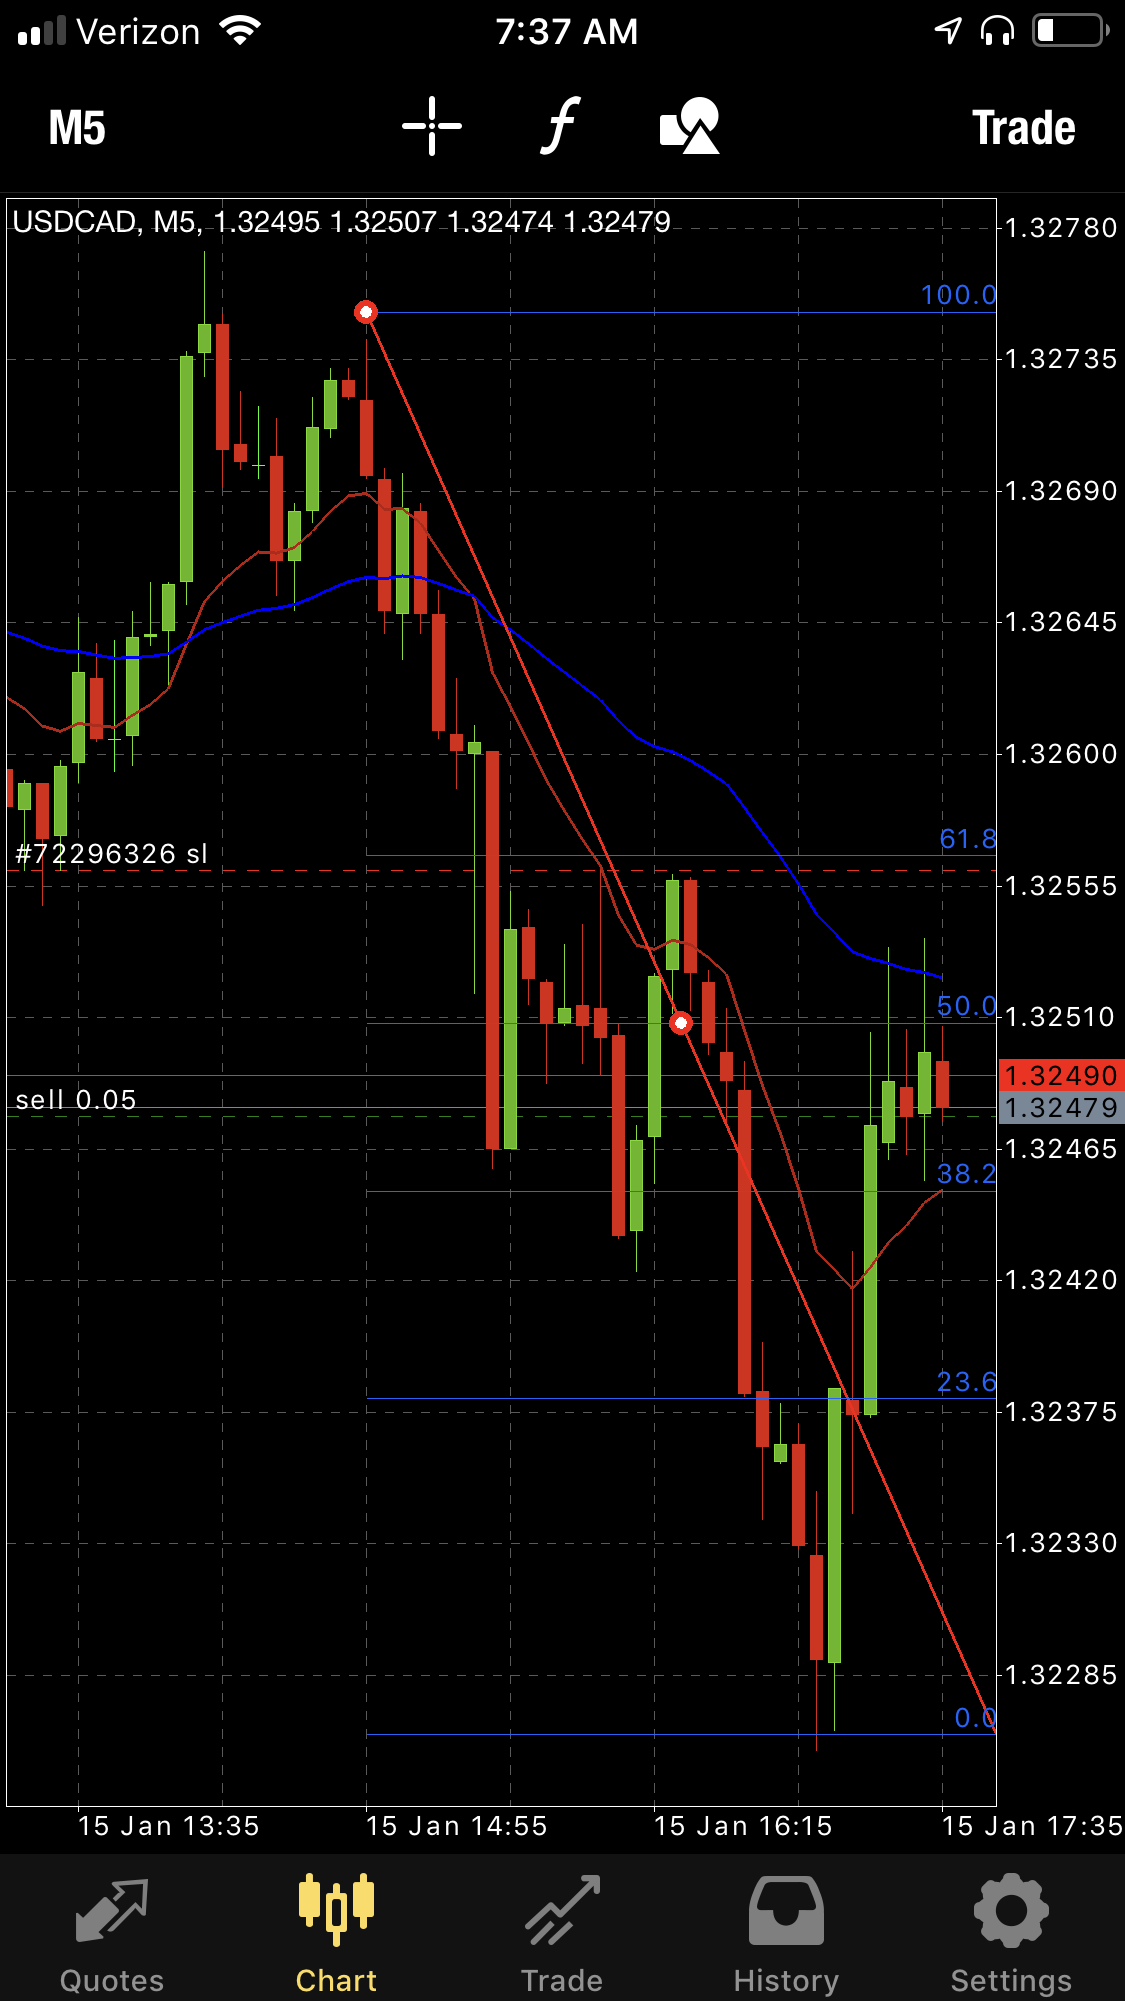 Verizon 7:37 AM
M5 f Trade
USDCAD, M5, 1.32495 1.32507 1.32474 1.32479
1.32780
100.0
1.32735
1.32690
1.32645
1.32600
61.8
#72296326 sl
1.32555
50.0
1.32510
1.32490
sell 0.05
1.32479
1.32465
38.2
1.32420
23.6
1.32375
1.32330
1.32285
0.0
15 Jan 13:35 15 Jan 14:55 15 Jan 16:15 15 Jan 17:35
Quotes Chart Trade History Settings